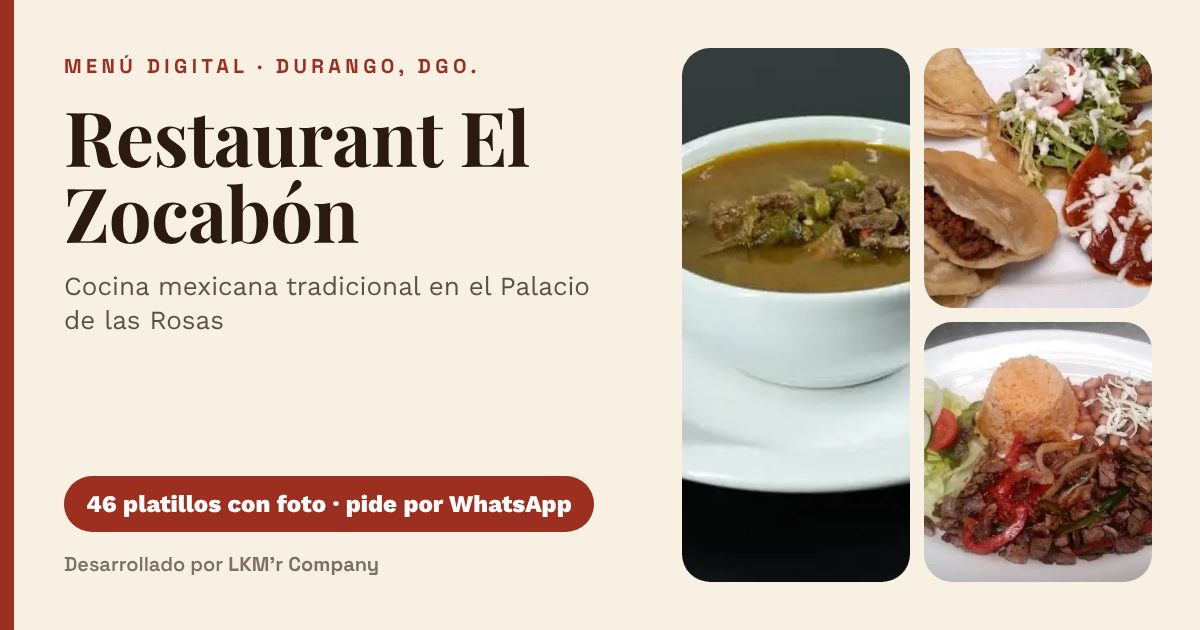 MENÚ DIGITAL · DURANGO, DGO.
Restaurant El
Zocabón
Cocina mexicana tradicional en el Palacio
de las Rosas
46 platillos con foto · pide por WhatsApp
Desarrollado por LKM’r Company